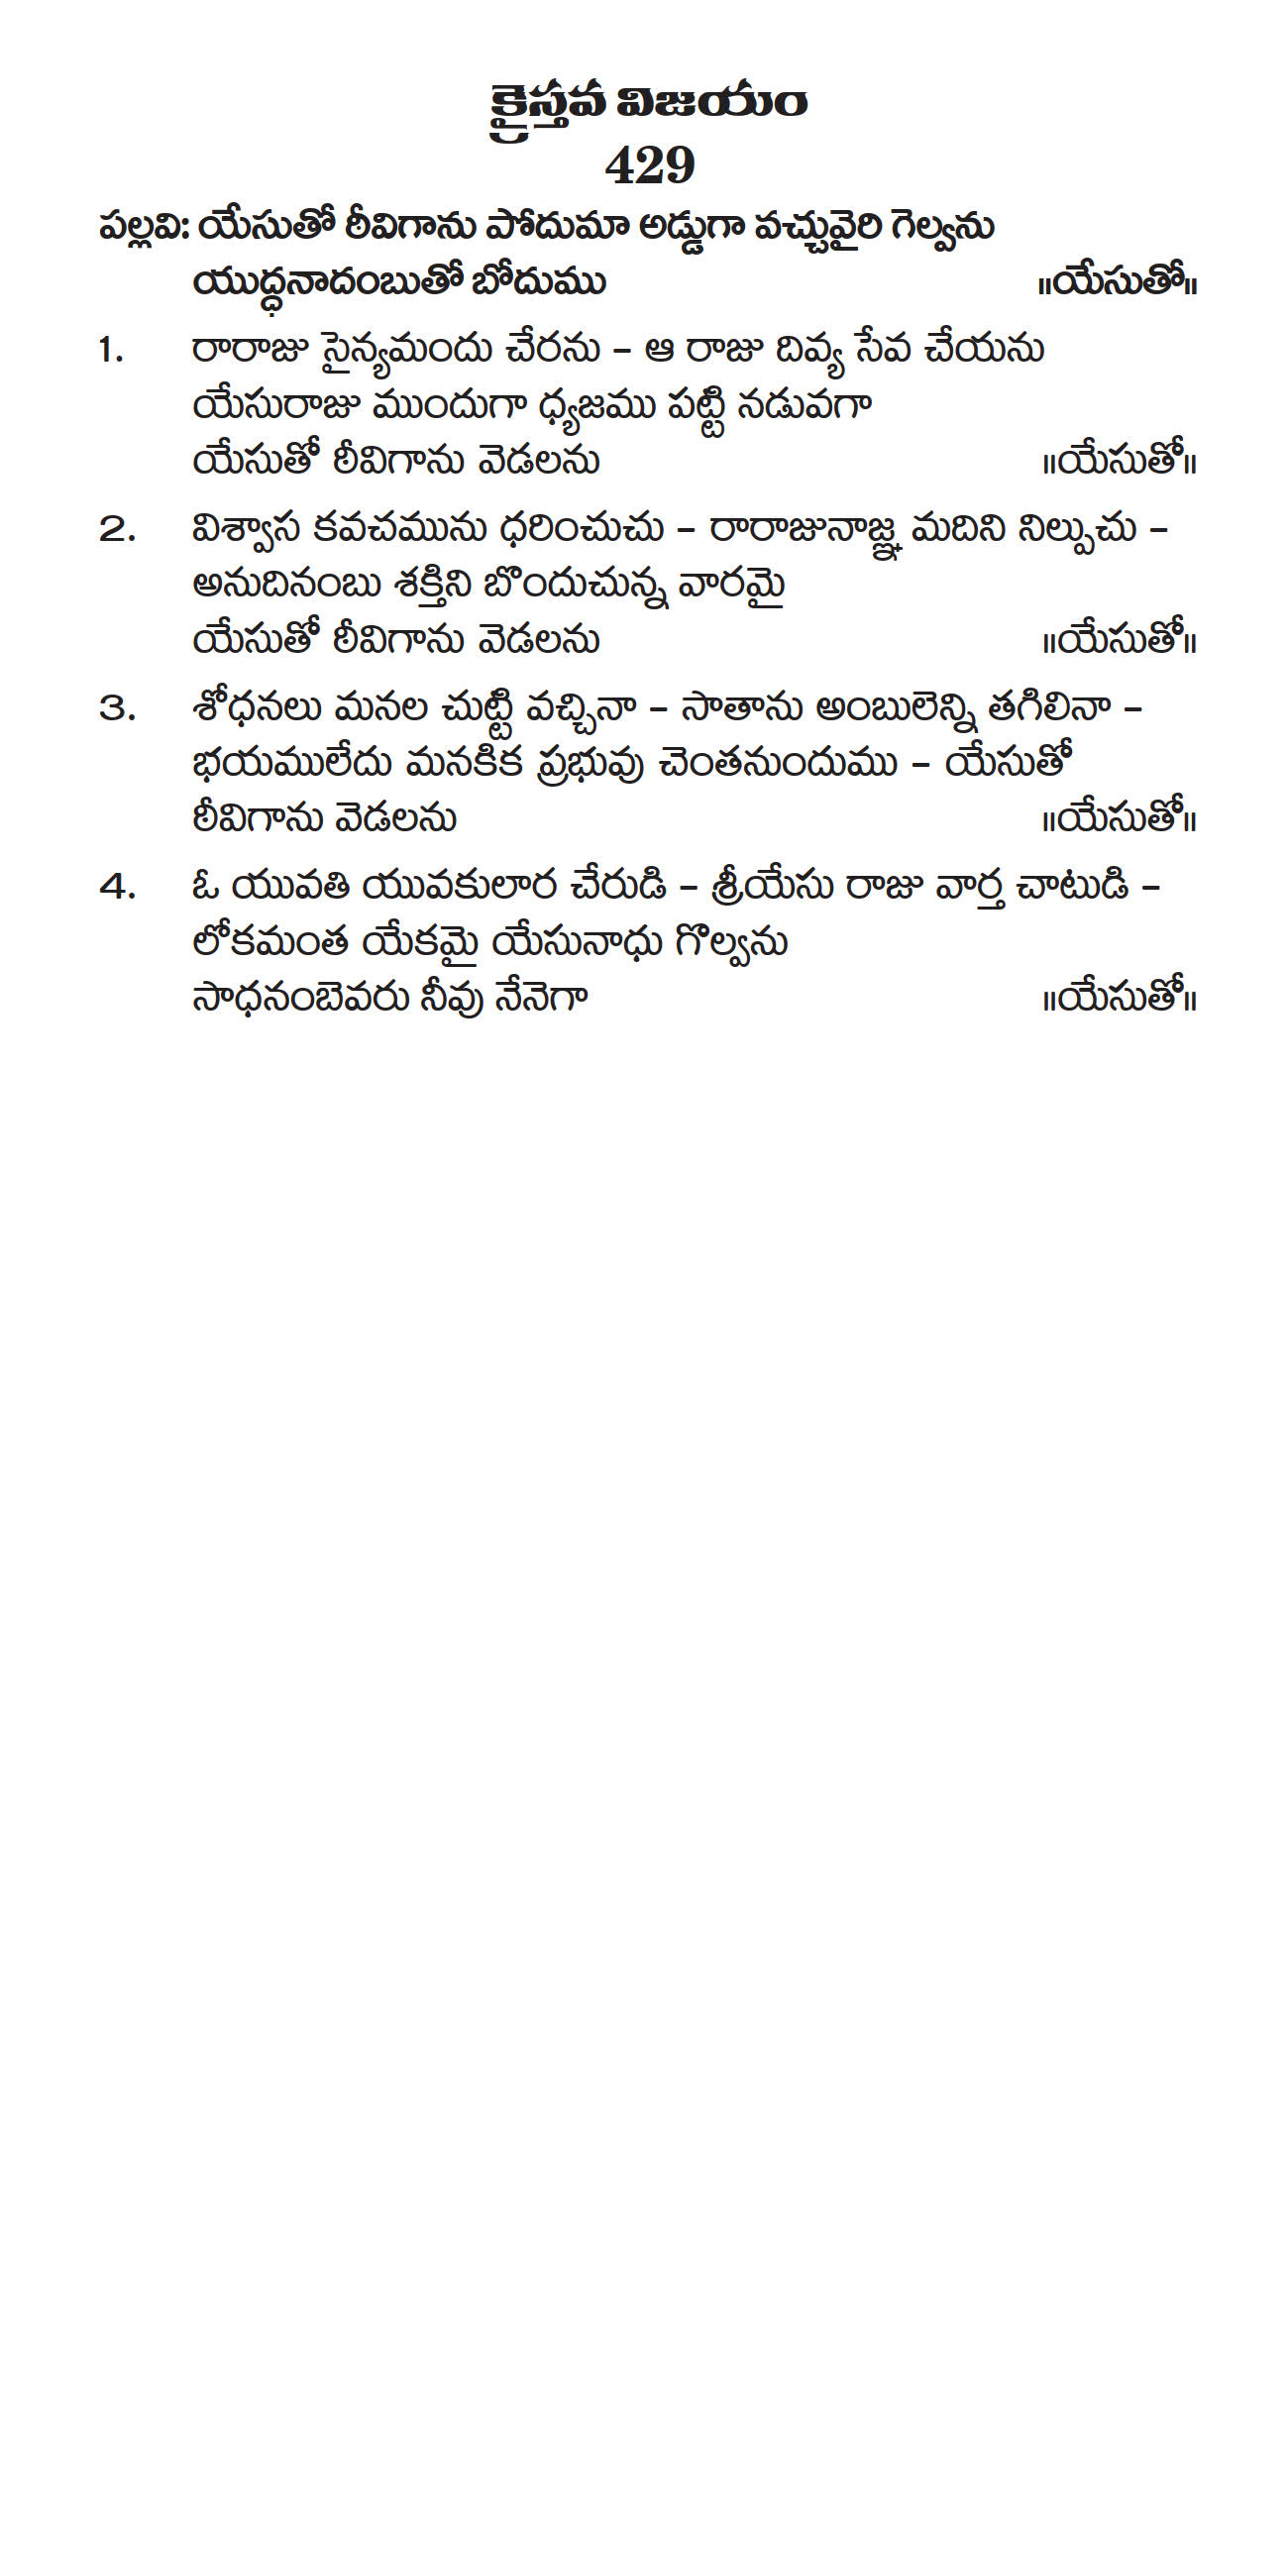 క్రైస్తవ విజయం
429
పల్లవి: యేసుతో ఠీవిగాను పోదుమా అడ్డుగా వచ్చువైరి గెల్వను
యుద్ధనాదంబుతో బోదుము ॥యేసుతో॥
1. రారాజు సైన్యమందు చేరను – ఆ రాజు దివ్య సేవ చేయను
యేసురాజు ముందుగా ధ్యజము పట్టి నడువగా
యేసుతో ఠీవిగాను వెడలను ॥యేసుతో॥
2. విశ్వాస కవచమును ధరించుచు – రారాజునాజ్ఞ మదిని నిల్పుచు –
అనుదినంబు శక్తిని బొందుచున్న వారమై
యేసుతో ఠీవిగాను వెడలను ॥యేసుతో॥
3. శోధనలు మనల చుట్టి వచ్చినా – సాతాను అంబులెన్ని తగిలినా –
భయములేదు మనకిక ప్రభువు చెంతనుందుము – యేసుతో
ఠీవిగాను వెడలను ॥యేసుతో॥
4. ఓ యువతి యువకులార చేరుడి – శ్రీయేసు రాజు వార్త చాటుడి –
లోకమంత యేకమై యేసునాధు గొల్వను
సాధనంబెవరు నీవు నేనెగా ॥యేసుతో॥